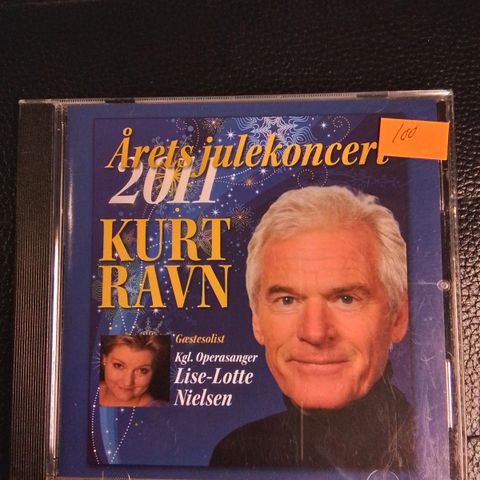 Årets julekoncert
2011
100
KURT
RAVN
Gæstesolist
Kgl. Operasanger
Lise-Lotte
Nielsen